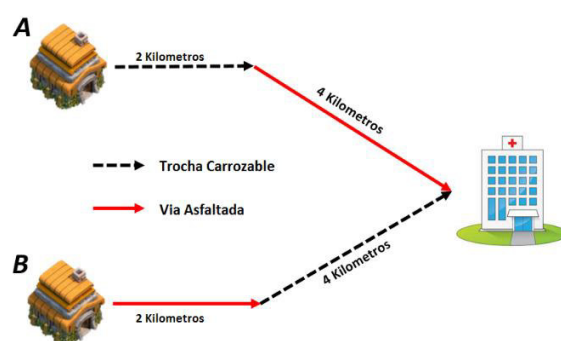 A
2 Kilometros
4 Kilometros
Trocha Carrozable
Via Asfaltada
B
2 Kilometros
4 Kilometros